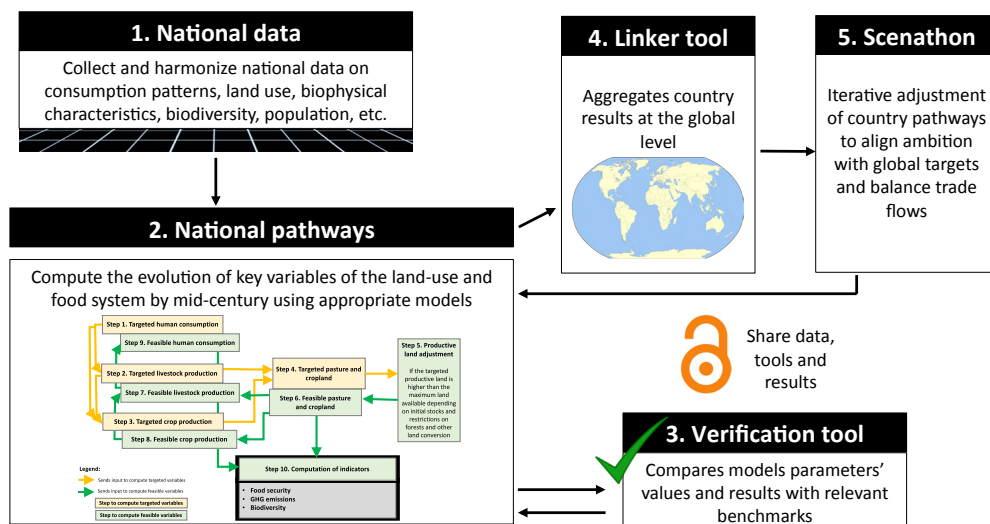 1. National data
Collect and harmonize national data on
consumption patterns, land use, biophysical
characteristics, biodiversity, population, etc.
2. National pathways
Compute the evolution of key variables of the land-use and
food system by mid-century using appropriate models
Step 1. Targeted human consumption
Step 9. Feasible human consumption
Step 2. Targeted livestock production
Step 7. Feasible livestock production
Step 3. Targeted crop production
Step 8. Feasible crop production
Step 4. Targeted pasture and
cropland
Step 6. Feasible pasture
and cropland
Step 5. Productive
land adjustment
If the targeted
productive land is
higher than the
maximum land
available depending
on initial stocks and
restrictions on
forests and other
land conversion
Step 10. Computation of indicators
• Food security
• GHG emissions
• Biodiversity
Legend:
Sends input to compute targeted variables
Sends input to compute feasible variables
Step to compute targeted variables
Step to compute feasible variables
4. Linker tool
Aggregates country
results at the global
level
5. Scenathon
Iterative adjustment
of country pathways
to align ambition
with global targets
and balance trade
flows
Share data,
tools and
results
3. Verification tool
Compares models parameters'
values and results with relevant
benchmarks